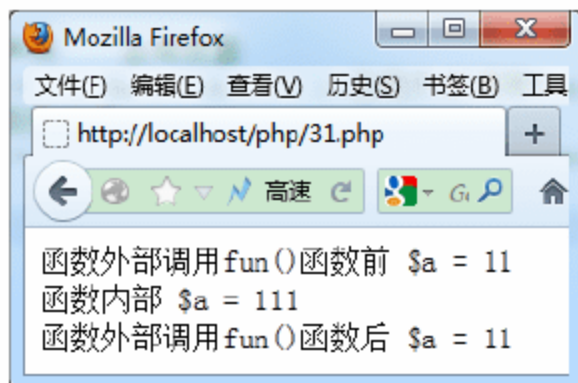 Mozilla Firefox
文件(F) 编辑(E) 查看(V) 历史(S) 书签(B) 工具
http://localhost/php/31.php
高速 G
函数外部调用fun()函数前 $a = 11
函数内部 $a = 111
函数外部调用fun()函数后 $a = 11